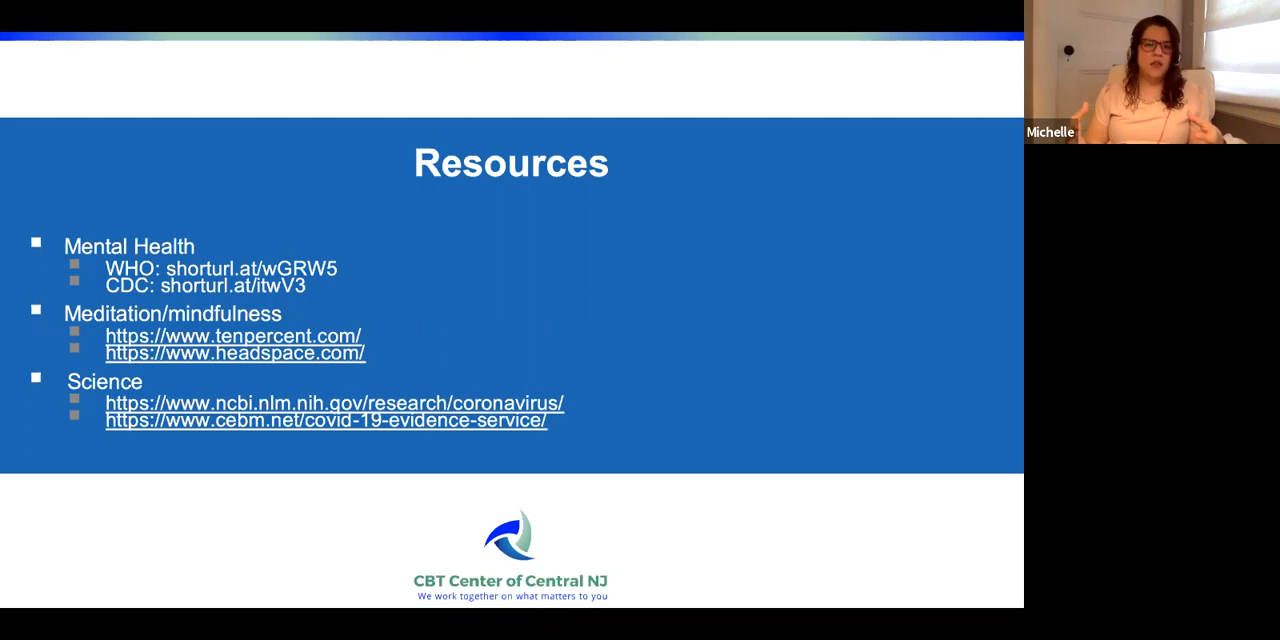 Resources
Mental Health
WHO: shorturl.at/wGRW5
CDC: shorturl.at/itwV3
Meditation/mindfulness
https://www.tenpercent.com/
https://www.headspace.com/
Science
https://www.ncbi.nlm.nih.gov/research/coronavirus/
https://www.cebm.net/covid-19-evidence-service/
CBT Center of Central NJ
We work together on what matters to you
Michelle